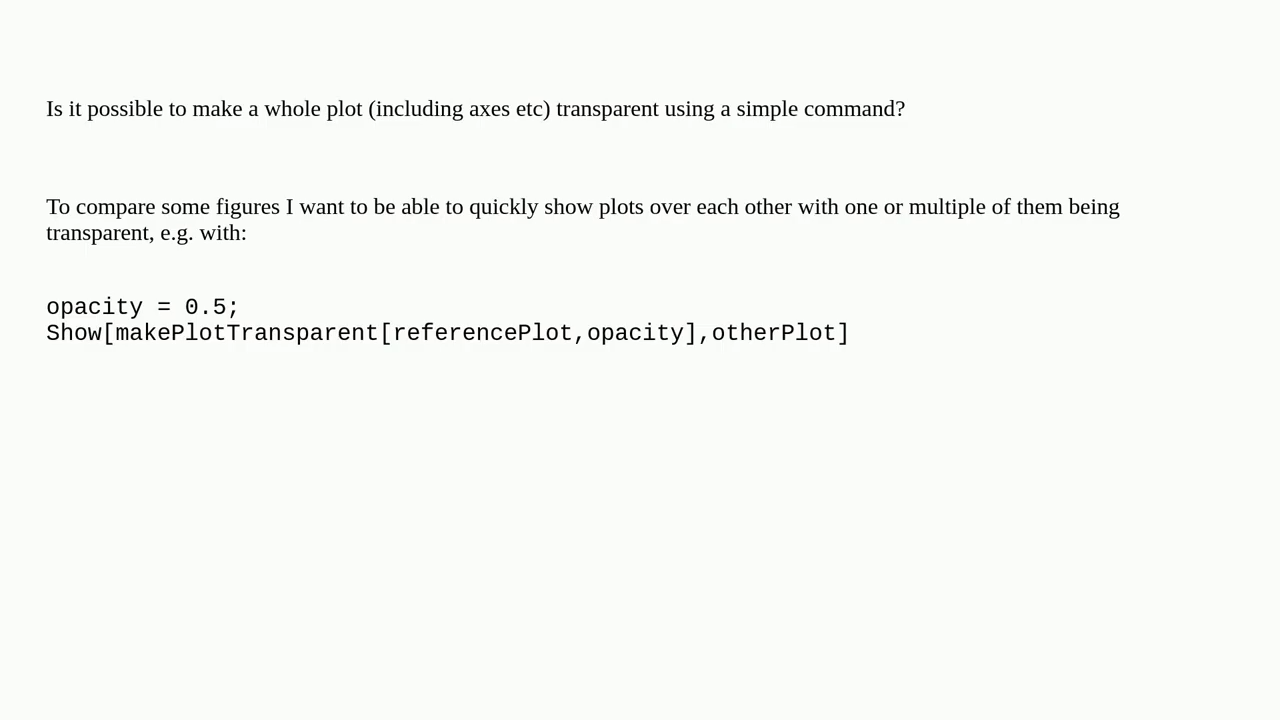 Is it possible to make a whole plot (including axes etc) transparent using a simple command?
To compare some figures I want to be able to quickly show plots over each other with one or multiple of them being
transparent, e.g. with:
opacity = 0.5;
Show[makePlotTransparent[referencePlot,opacity],otherPlot]